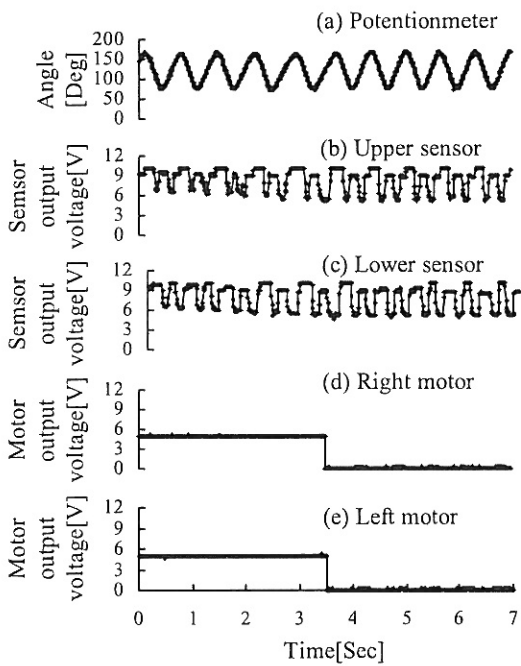 (a) Potentionmeter
Angle
[Deg]
200
150
100
50
0
(b) Upper sensor
Semsor
output
voltage[V]
12
9
6
3
0
(c) Lower sensor
Semsor
output
voltage[V]
12
9
6
3
0
(d) Right motor
Motor
output
voltage[V]
12
9
6
3
0
(e) Left motor
Motor
output
voltage[V]
12
9
6
3
0
0 1 2 3 4 5 6 7
Time[Sec]